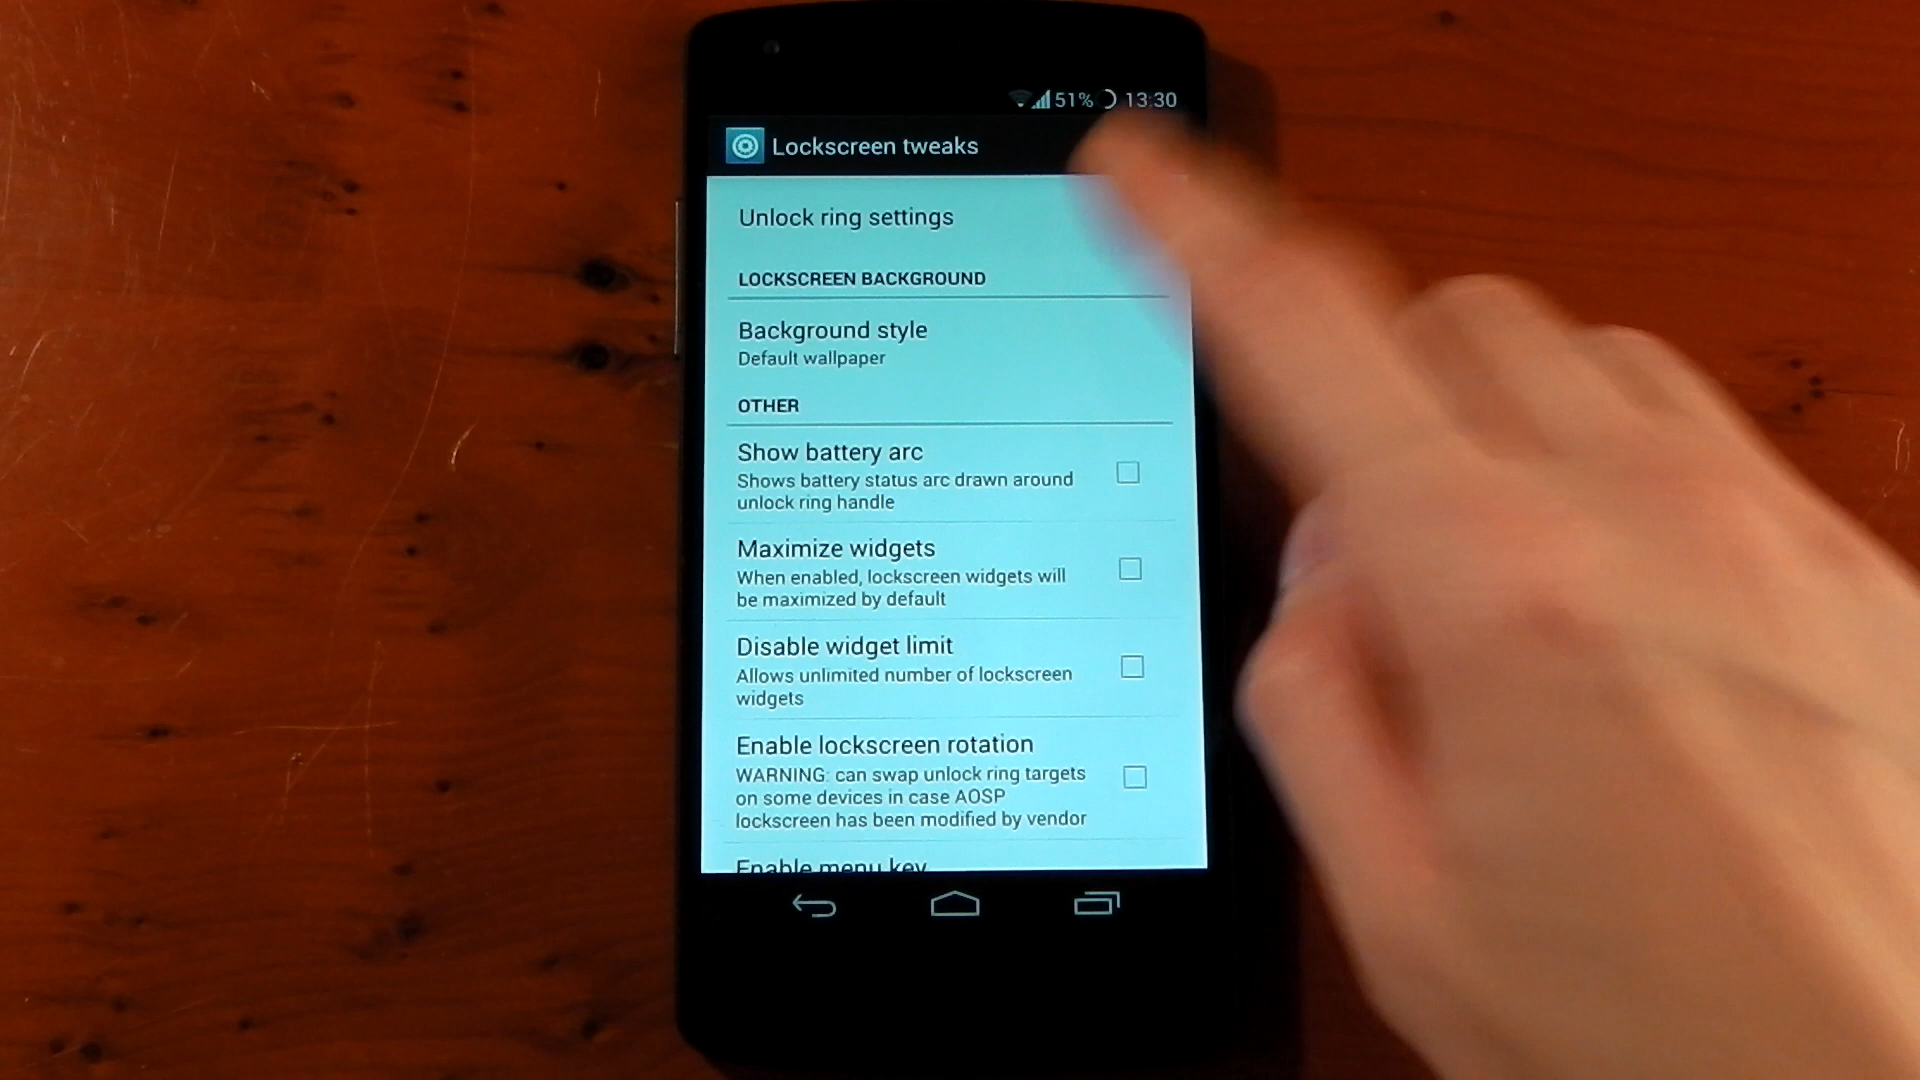 51% 13:30
Lockscreen tweaks
Unlock ring settings
LOCKSCREEN BACKGROUND
Background style
Default wallpaper
OTHER
Show battery arc
Shows battery status arc drawn around
unlock ring handle
Maximize widgets
When enabled, lockscreen widgets will
be maximized by default
Disable widget limit
Allows unlimited number of lockscreen
widgets
Enable lockscreen rotation
WARNING: can swap unlock ring targets
on some devices in case AOSP
lockscreen has been modified by vendor
Enable menu key